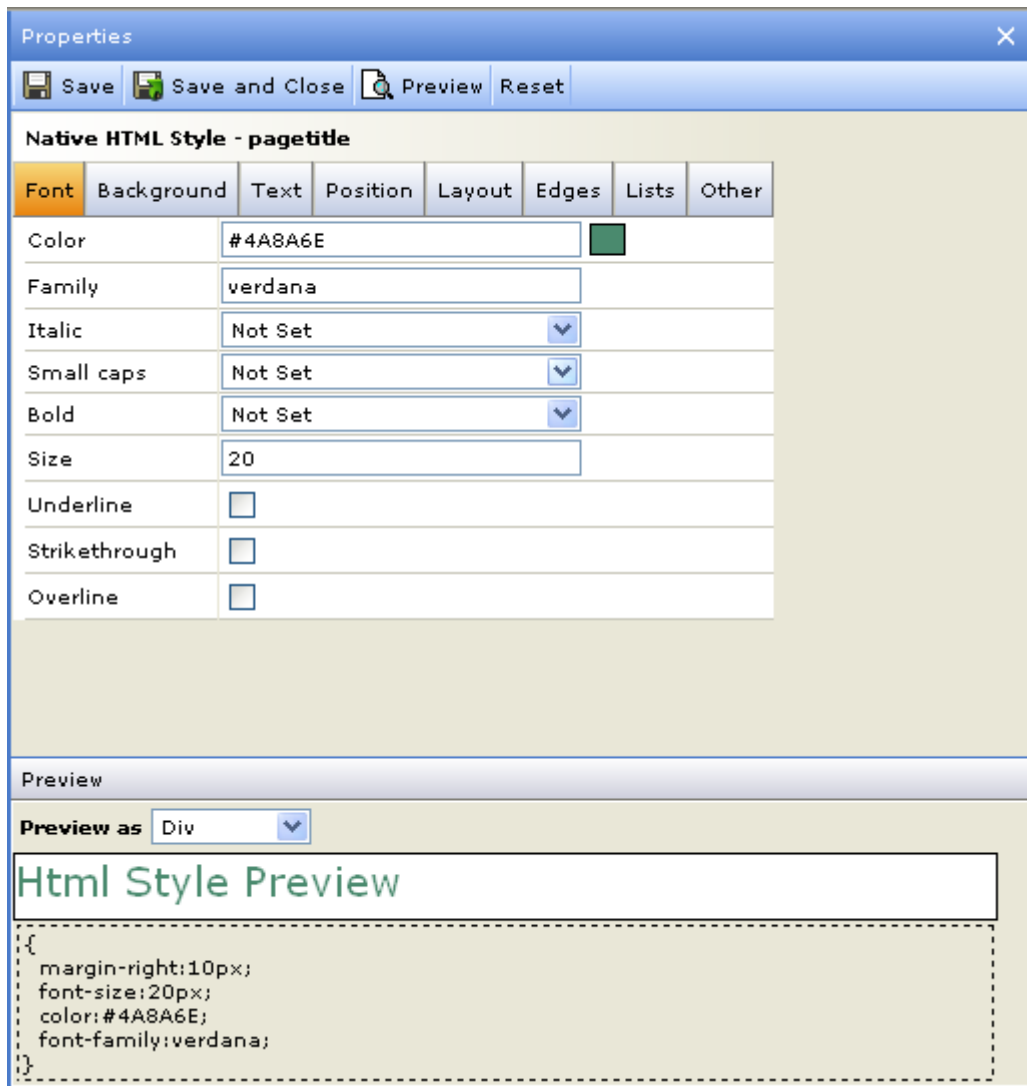 Properties
Save Save and Close Preview Reset
Native HTML Style - pagetitle
Font Background Text Position Layout Edges Lists Other
Color #4A8A6E
Family verdana
Italic Not Set
Small caps Not Set
Bold Not Set
Size 20
Underline
Strikethrough
Overline
Preview
Preview as Div
Html Style Preview
{
margin-right:10px;
font-size:20px;
color:#4A8A6E;
font-family:verdana;
}